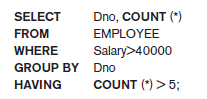 SELECT Dno, COUNT (*)
FROM EMPLOYEE
WHERE Salary>40000
GROUP BY Dno
HAVING COUNT (*) > 5;